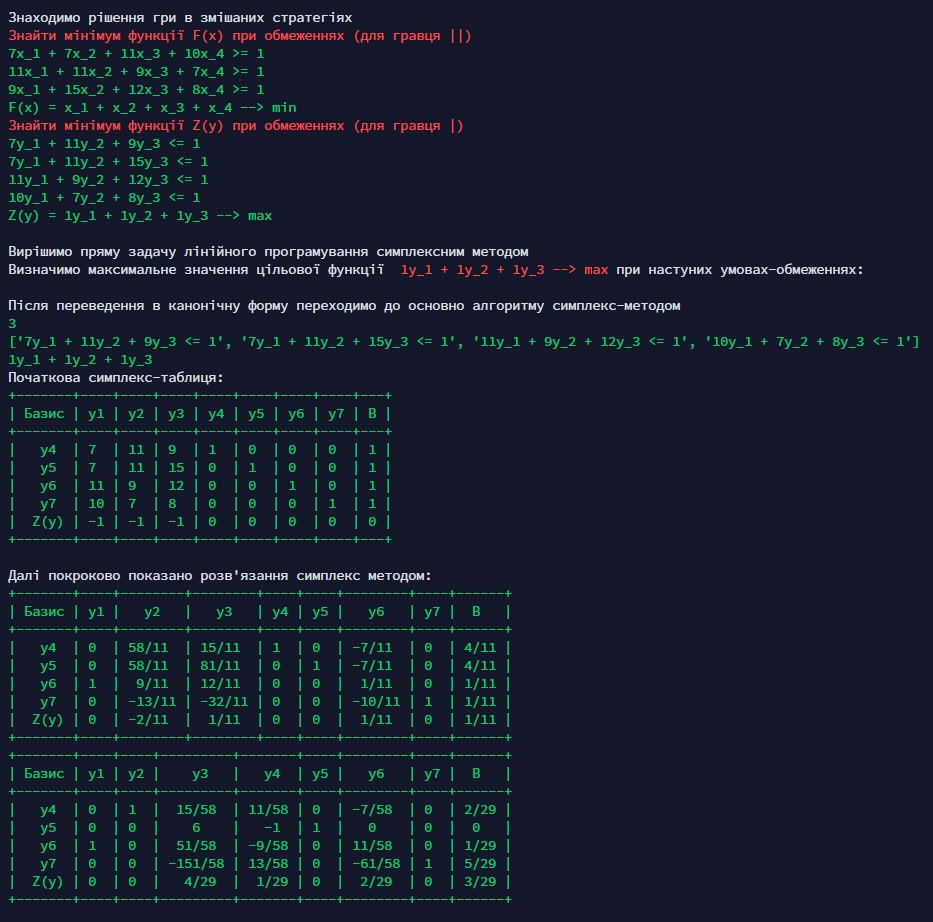 Знаходимо рішення гри в змішаних стратегіях
Знайти мінімум функції F(x) при обмеженнях (для гравця ||)
7x_1 + 7x_2 + 11x_3 + 10x_4 >= 1
11x_1 + 11x_2 + 9x_3 + 7x_4 >= 1
9x_1 + 15x_2 + 12x_3 + 8x_4 >= 1
F(x) = x_1 + x_2 + x_3 + x_4 --> min
Знайти мінімум функції Z(y) при обмеженнях (для гравця |)
7y_1 + 11y_2 + 9y_3 <= 1
7y_1 + 11y_2 + 15y_3 <= 1
11y_1 + 9y_2 + 12y_3 <= 1
10y_1 + 7y_2 + 8y_3 <= 1
Z(y) = 1y_1 + 1y_2 + 1y_3 --> max
Вирішимо пряму задачу лінійного програмування симплексним методом
Визначимо максимальне значення цільової функції  1y_1 + 1y_2 + 1y_3 --> max при наступних умовах-обмеженнях:
Після переведення в канонічну форму переходимо до основно алгоритму симплекс-методом
3
['7y_1 + 11y_2 + 9y_3 <= 1', '7y_1 + 11y_2 + 15y_3 <= 1', '11y_1 + 9y_2 + 12y_3 <= 1', '10y_1 + 7y_2 + 8y_3 <= 1']
1y_1 + 1y_2 + 1y_3
Початкова симплекс-таблиця:
+-------+----+----+----+----+----+----+----+---+
| Базис | y1 | y2 | y3 | y4 | y5 | y6 | y7 | B |
+-------+----+----+----+----+----+----+----+---+
|   y4  | 7  | 11 | 9  | 1  | 0  | 0  | 0  | 1 |
|   y5  | 7  | 11 | 15 | 0  | 1  | 0  | 0  | 1 |
|   y6  | 11 | 9  | 12 | 0  | 0  | 1  | 0  | 1 |
|   y7  | 10 | 7  | 8  | 0  | 0  | 0  | 1  | 1 |
|  Z(y) | -1 | -1 | -1 | 0  | 0  | 0  | 0  | 0 |
+-------+----+----+----+----+----+----+----+---+
Далі покроково показано розв'язання симплекс методом:
+-------+----+--------+--------+----+----+--------+----+------+
| Базис | y1 |   y2   |   y3   | y4 | y5 |   y6   | y7 |  B   |
+-------+----+--------+--------+----+----+--------+----+------+
|   y4  | 0  | 58/11  | 15/11  | 1  | 0  | -7/11  | 0  | 4/11 |
|   y5  | 0  | 58/11  | 81/11  | 0  | 1  | -7/11  | 0  | 4/11 |
|   y6  | 1  |  9/11  | 12/11  | 0  | 0  |  1/11  | 0  | 1/11 |
|   y7  | 0  | -13/11 | -32/11 | 0  | 0  | -10/11 | 1  | 1/11 |
|  Z(y) | 0  | -2/11  |  1/11  | 0  | 0  |  1/11  | 0  | 1/11 |
+-------+----+--------+--------+----+----+--------+----+------+
+-------+----+----+---------+-------+----+--------+----+------+
| Базис | y1 | y2 |    y3   |   y4  | y5 |   y6   | y7 |  B   |
+-------+----+----+---------+-------+----+--------+----+------+
|   y4  | 0  | 1  |  15/58  | 11/58 | 0  | -7/58  | 0  | 2/29 |
|   y5  | 0  | 0  |    6    |   -1  | 1  |   0    | 0  |  0   |
|   y6  | 1  | 0  |  51/58  | -9/58 | 0  | 11/58  | 0  | 1/29 |
|   y7  | 0  | 0  | -151/58 | 13/58 | 0  | -61/58 | 1  | 5/29 |
|  Z(y) | 0  | 0  |   4/29  |  1/29 | 0  |  2/29  | 0  | 3/29 |
+-------+----+----+---------+-------+----+--------+----+------+